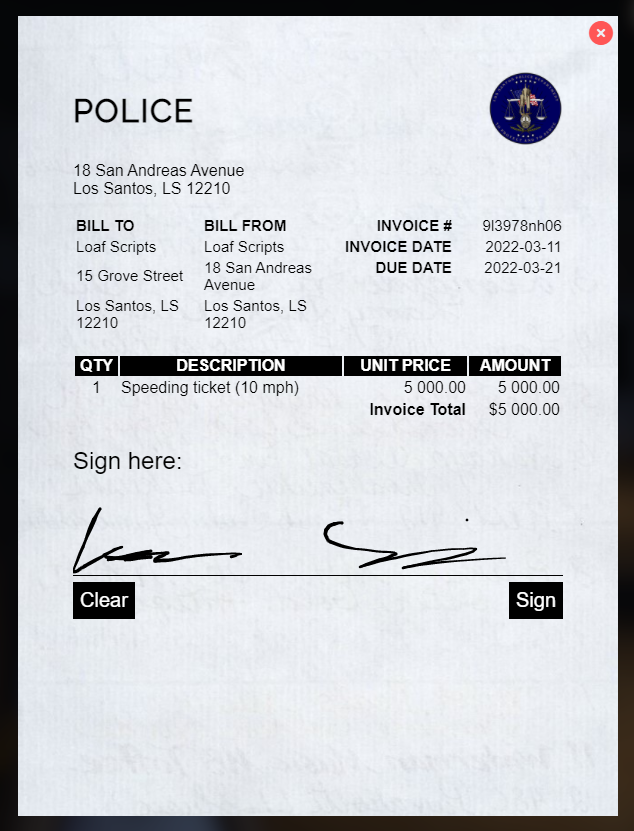 POLICE
18 San Andreas Avenue
Los Santos, LS 12210
BILL TO BILL FROM INVOICE # 9l3978nh06
Loaf Scripts Loaf Scripts INVOICE DATE 2022-03-11
15 Grove Street 18 San Andreas Avenue DUE DATE 2022-03-21
Los Santos, LS 12210 Los Santos, LS 12210
QTY DESCRIPTION UNIT PRICE AMOUNT
1 Speeding ticket (10 mph) 5 000.00 5 000.00
Invoice Total $5 000.00
Sign here:
Clear Sign